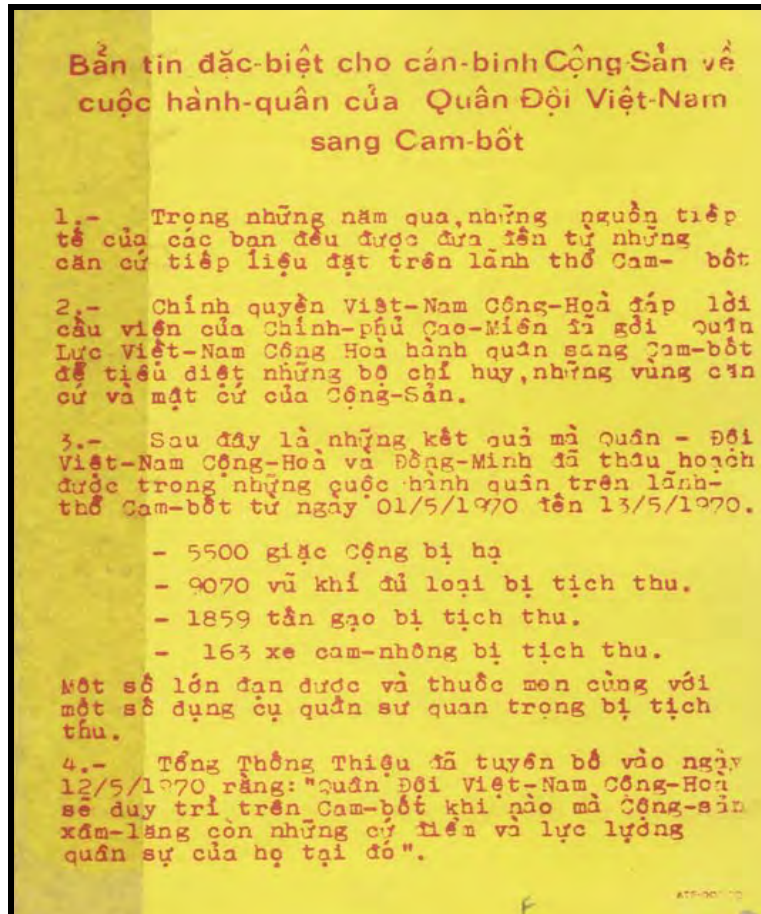 Bản tin đặc-biệt cho cán-binh Cộng-Sản về
cuộc hành-quân của Quân Đội Việt-Nam
sang Cam-bốt
1.- Trong những năm qua, những nguồn tiếp
tế của các bạn đều được đưa đến từ những
căn cứ tiếp liệu đặt trên lãnh thổ Cam- bốt
2.- Chính quyền Việt-Nam Cộng-Hoà đáp lời
cầu viện của Chính-phủ Cao-Miên đã gởi Quân
Lực Việt-Nam Cộng Hoà hành quân sang Cam-bốt
để tiêu diệt những bộ chỉ huy, những vùng căn
cứ và mật cứ của Cộng-Sản.
3.- Sau đây là những kết quả mà Quân - Đội
Việt-Nam Cộng-Hoà và Đồng-Minh đã thâu hoạch
được trong những cuộc hành quân trên lãnh-
thổ Cam-bốt từ ngày 01/5/1970 đến 13/5/1970.
- 5500 giặc Cộng bị hạ
- 9070 vũ khí đủ loại bị tịch thu.
- 1859 tấn gạo bị tịch thu.
- 163 xe cam-nhông bị tịch thu.
Một số lớn đạn dược và thuốc men cùng với
một số dụng cụ quân sư quan trọng bị tịch
thu.
4.- Tổng Thống Thiệu đã tuyên bố vào ngày
12/5/1970 rằng: "Quân Đội Việt-Nam Cộng-Hoà
sẽ duy trì trên Cam-bốt khi nào mà Cộng-sản
xâm-lăng còn những cứ điểm và lực lượng
quân sự của họ tại đó".